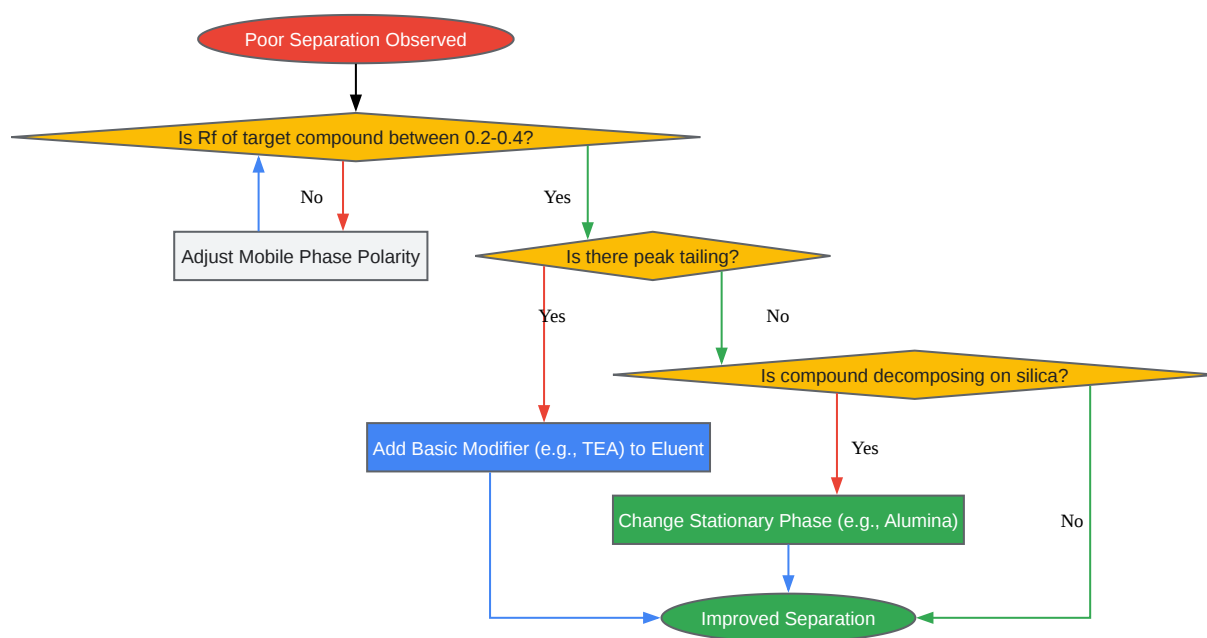 Poor Separation Observed
Is Rf of target compound between 0.2-0.4?
No
Yes
Adjust Mobile Phase Polarity
Is there peak tailing?
Yes
No
Is compound decomposing on silica?
Add Basic Modifier (e.g., TEA) to Eluent
Yes
Change Stationary Phase (e.g., Alumina)
No
Improved Separation